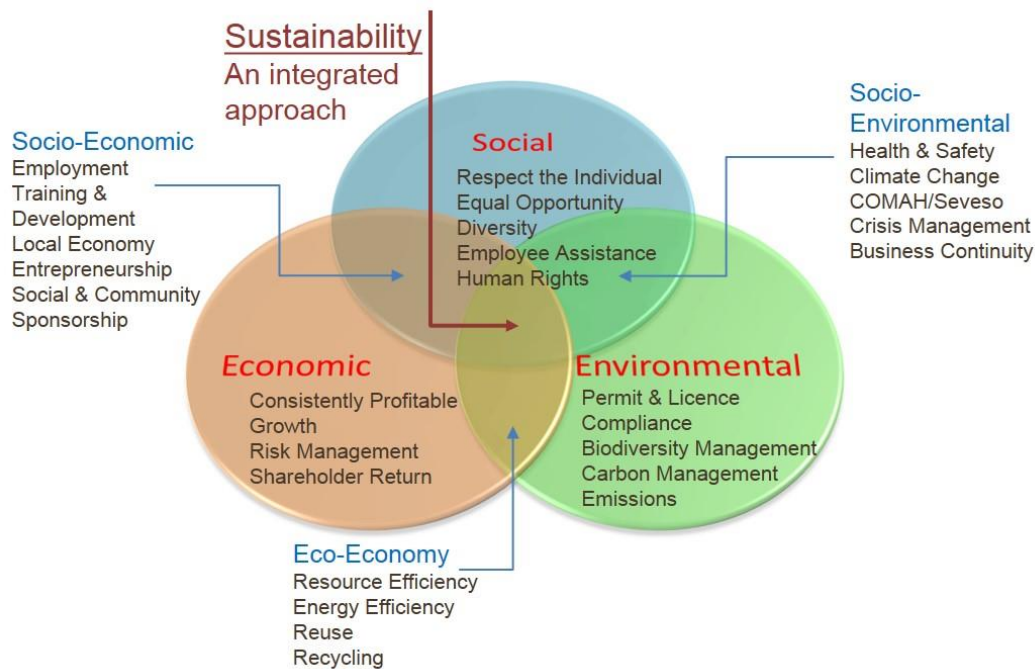 Sustainability
An integrated
approach
Socio-Economic
Employment
Training &
Development
Local Economy
Entrepreneurship
Social & Community
Sponsorship
Social
Respect the Individual
Equal Opportunity
Diversity
Employee Assistance
Human Rights
Socio-
Environmental
Health & Safety
Climate Change
COMAH/Seveso
Crisis Management
Business Continuity
Economic
Consistently Profitable
Growth
Risk Management
Shareholder Return
Environmental
Permit & Licence
Compliance
Biodiversity Management
Carbon Management
Emissions
Eco-Economy
Resource Efficiency
Energy Efficiency
Reuse
Recycling